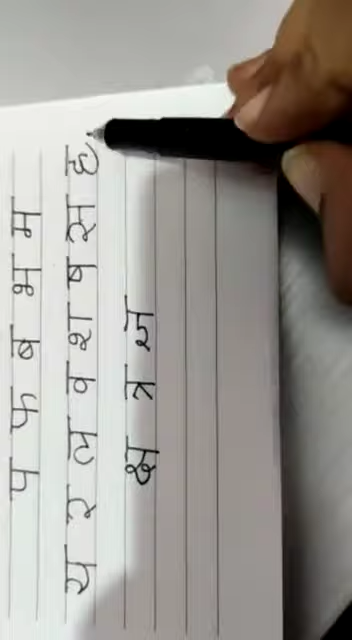 प फ ब भ म
य र ल व श ष स ह
क्ष त्र ज्ञ